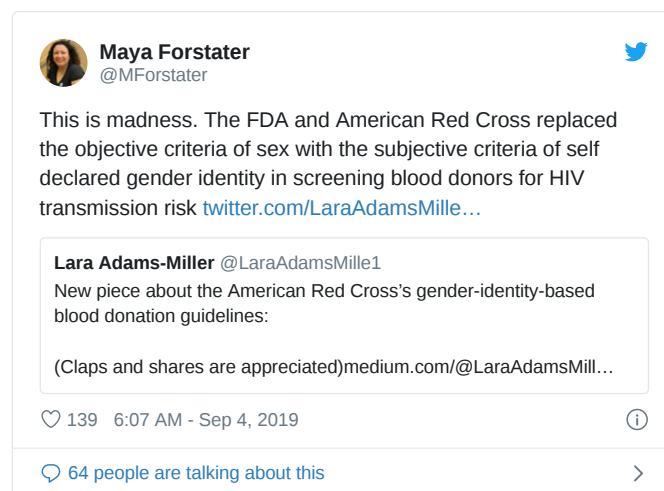 Maya Forstater
@MForstater
This is madness. The FDA and American Red Cross replaced
the objective criteria of sex with the subjective criteria of self
declared gender identity in screening blood donors for HIV
transmission risk twitter.com/LaraAdamsMille…
Lara Adams-Miller @LaraAdamsMille1
New piece about the American Red Cross’s gender-identity-based
blood donation guidelines:
(Claps and shares are appreciated)medium.com/@LaraAdamsMill…
139 6:07 AM - Sep 4, 2019
64 people are talking about this